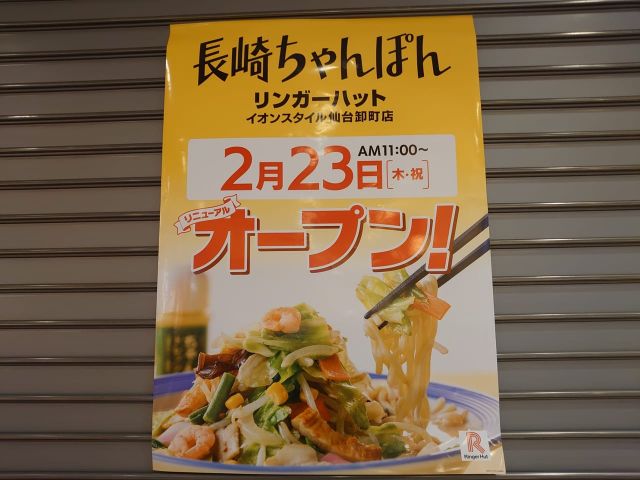 長崎ちゃんぽん
リンガーハット
イオンスタイル仙台卸町店
AM11:00～
2月23日[木・祝]
リニューアル
オープン!
R
RingerHut